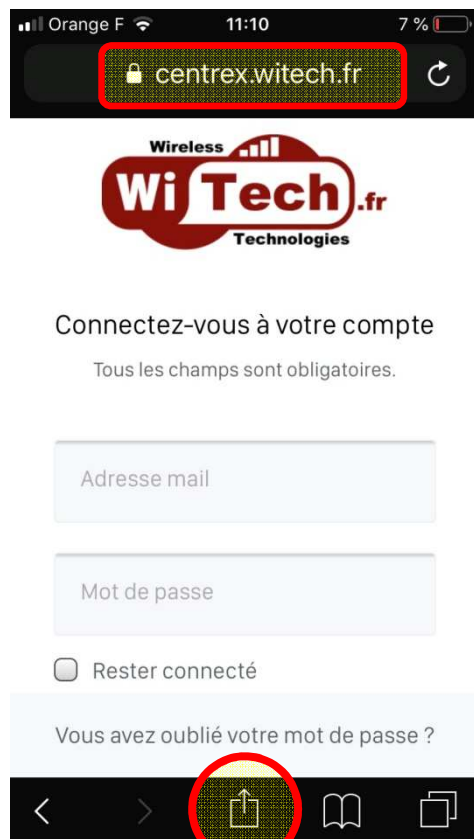 Orange F 11:10 7 %
centrex.witech.fr
Wireless
WiTech.fr
Technologies
Connectez-vous à votre compte
Tous les champs sont obligatoires.
Adresse mail
Mot de passe
Rester connecté
Vous avez oublié votre mot de passe ?